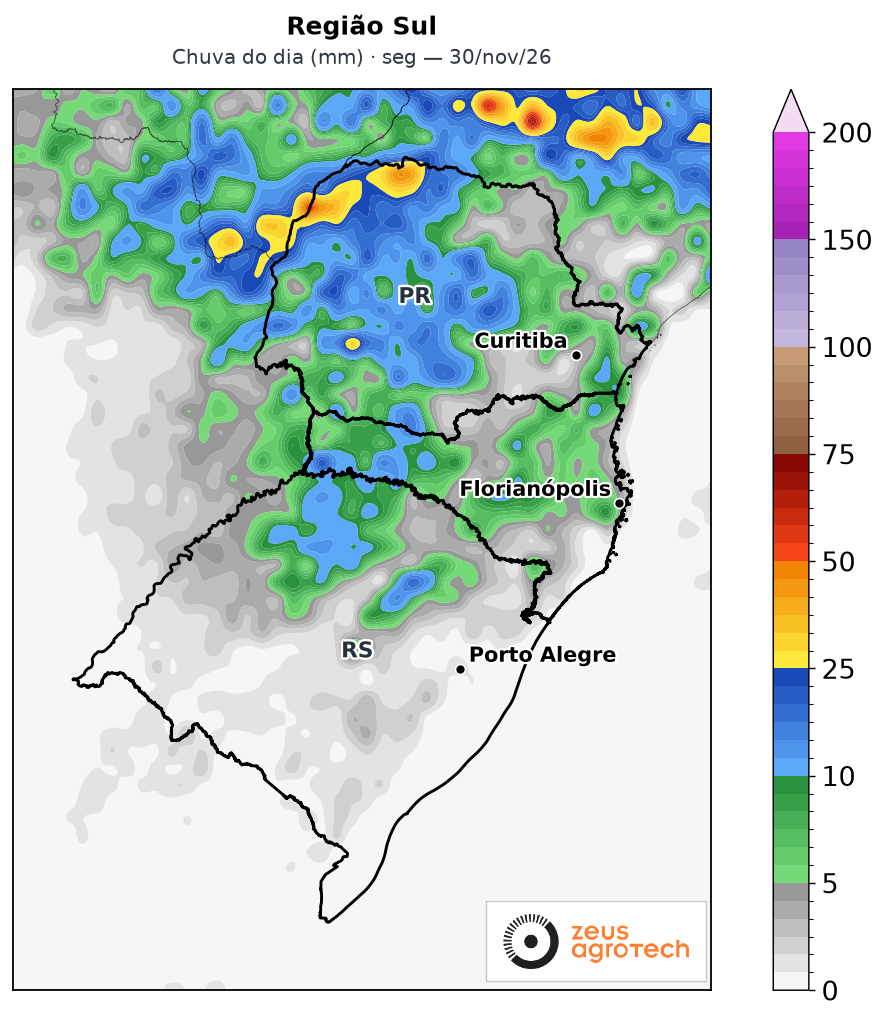 Região Sul
Chuva do dia (mm) · seg — 30/nov/26
200
150
100
75
50
25
10
5
0
PR
Curitiba
Florianópolis
RS
Porto Alegre
zeus
agrotech